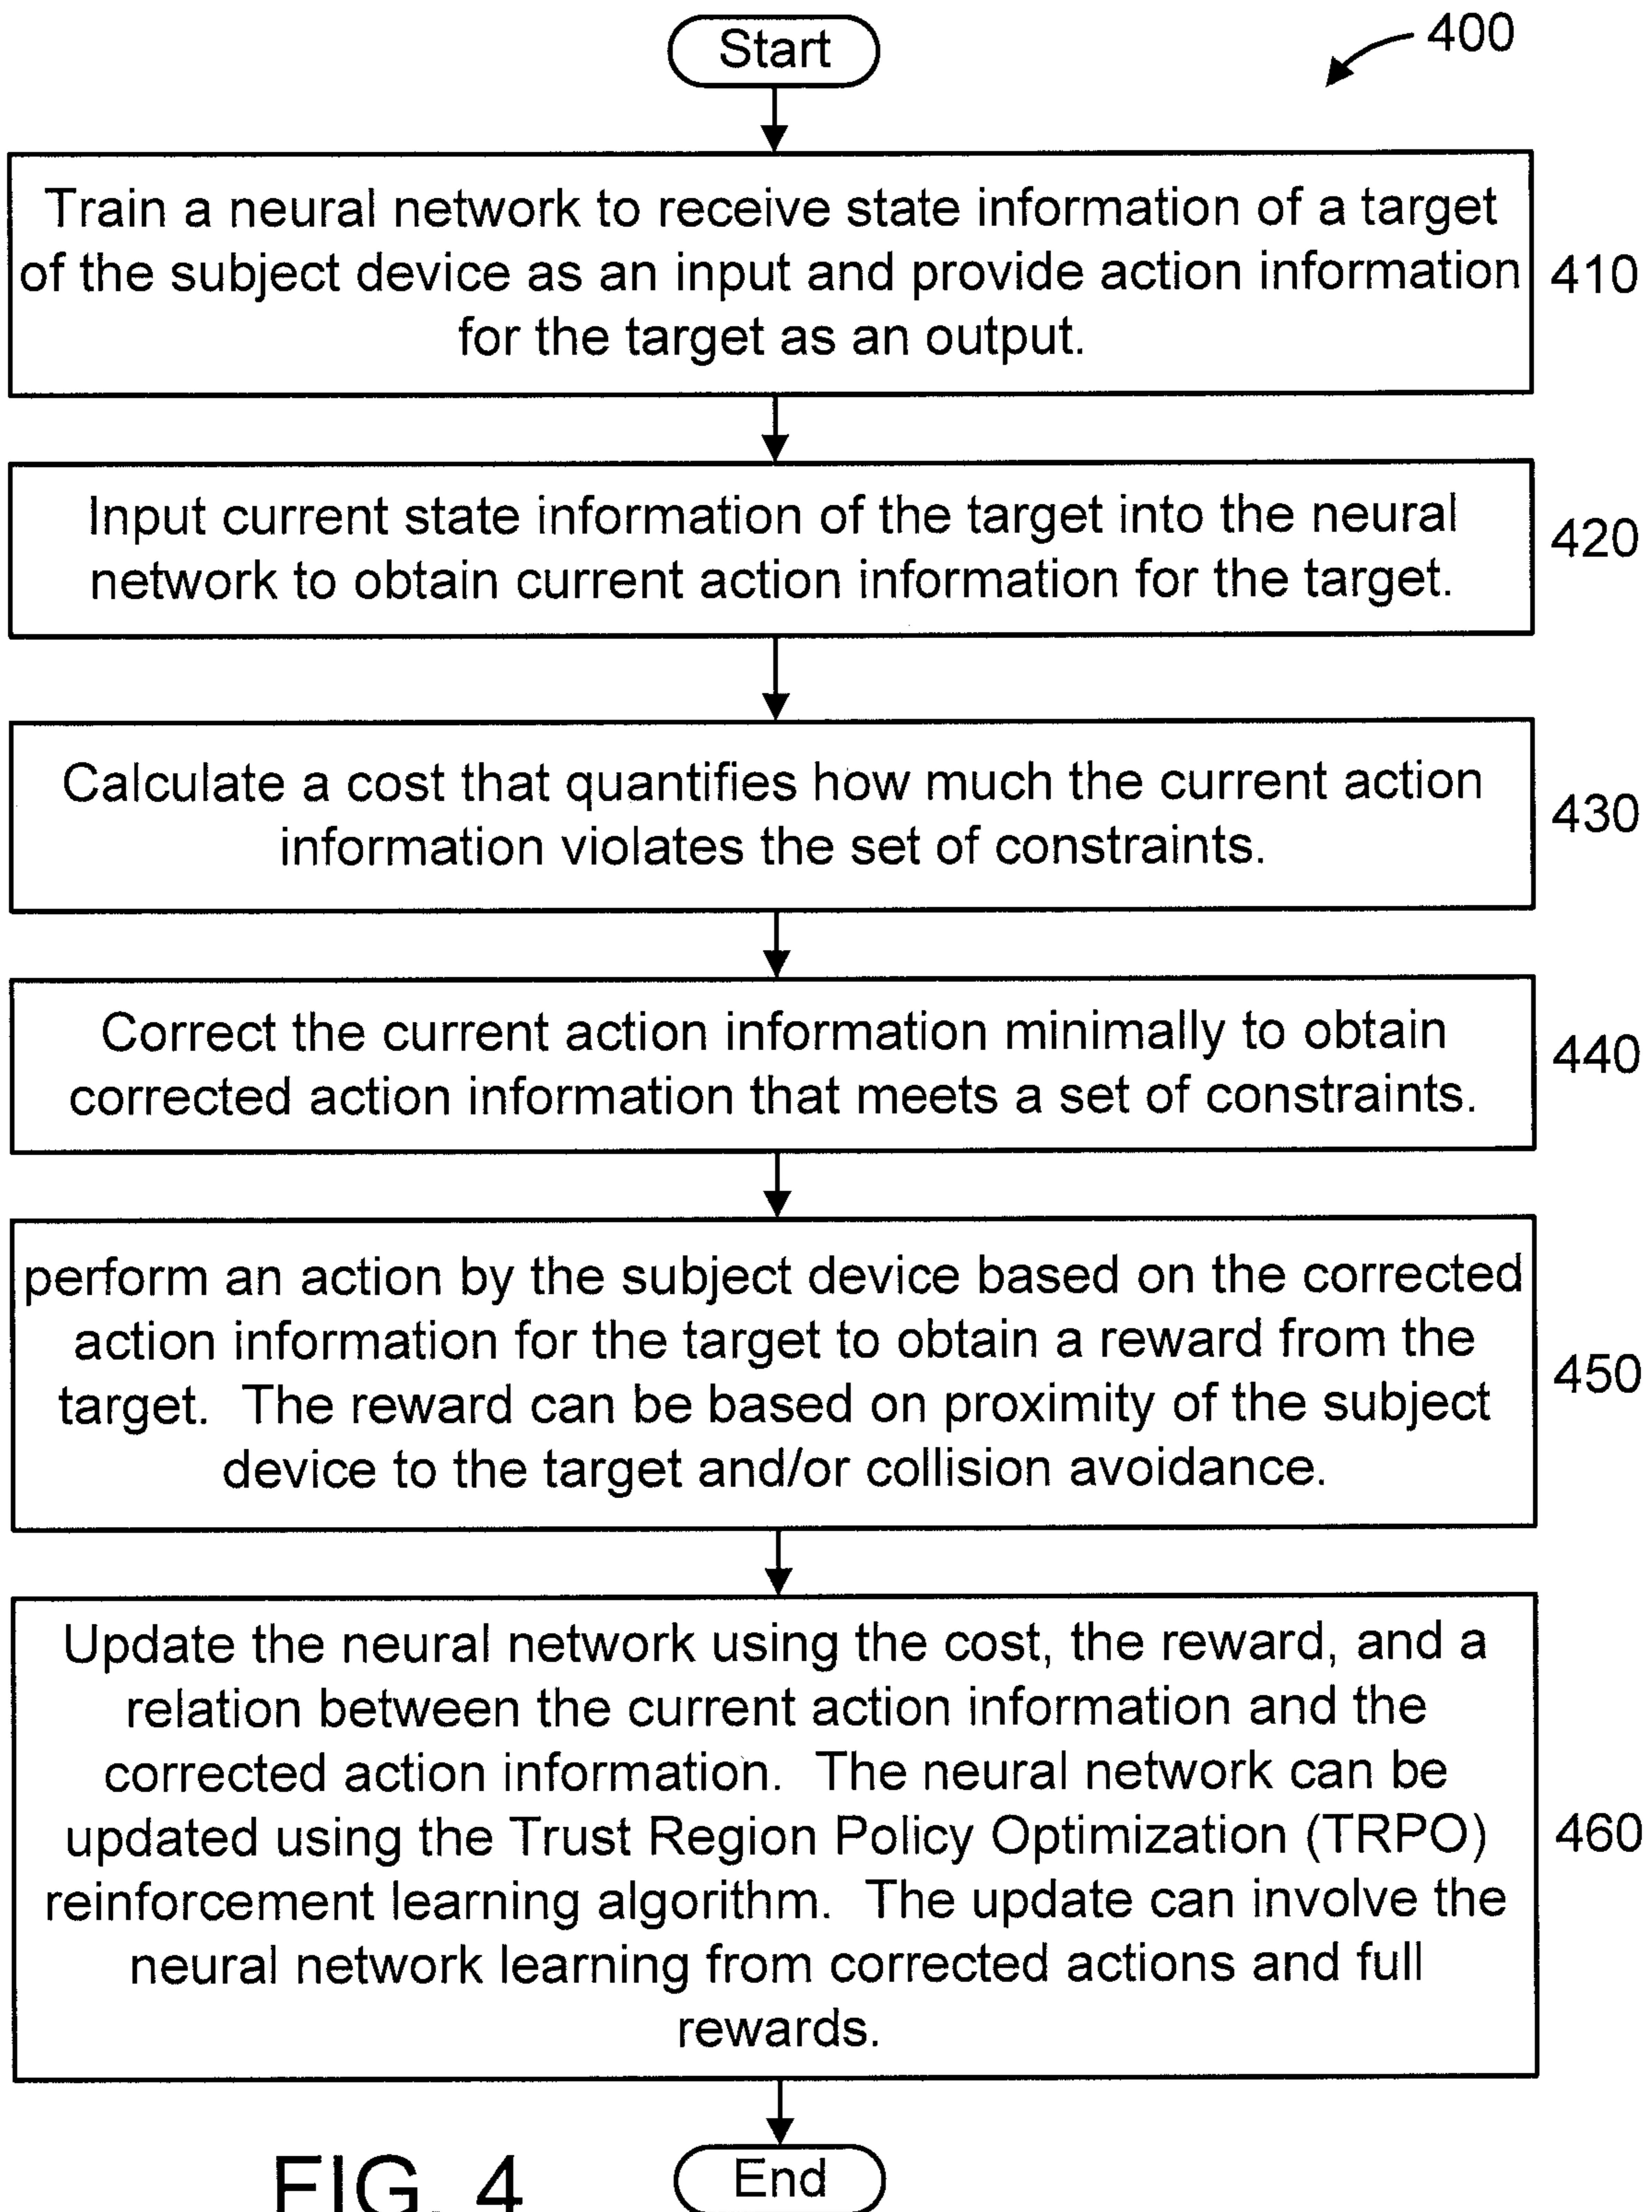 Start
400
Train a neural network to receive state information of a target
of the subject device as an input and provide action information
for the target as an output.
410
Input current state information of the target into the neural
network to obtain current action information for the target.
420
Calculate a cost that quantifies how much the current action
information violates the set of constraints.
430
Correct the current action information minimally to obtain
corrected action information that meets a set of constraints.
440
perform an action by the subject device based on the corrected
action information for the target to obtain a reward from the
target.  The reward can be based on proximity of the subject
device to the target and/or collision avoidance.
450
Update the neural network using the cost, the reward, and a
relation between the current action information and the
corrected action information.  The neural network can be
updated using the Trust Region Policy Optimization (TRPO)
reinforcement learning algorithm.  The update can involve the
neural network learning from corrected actions and full
rewards.
460
End
FIG. 4